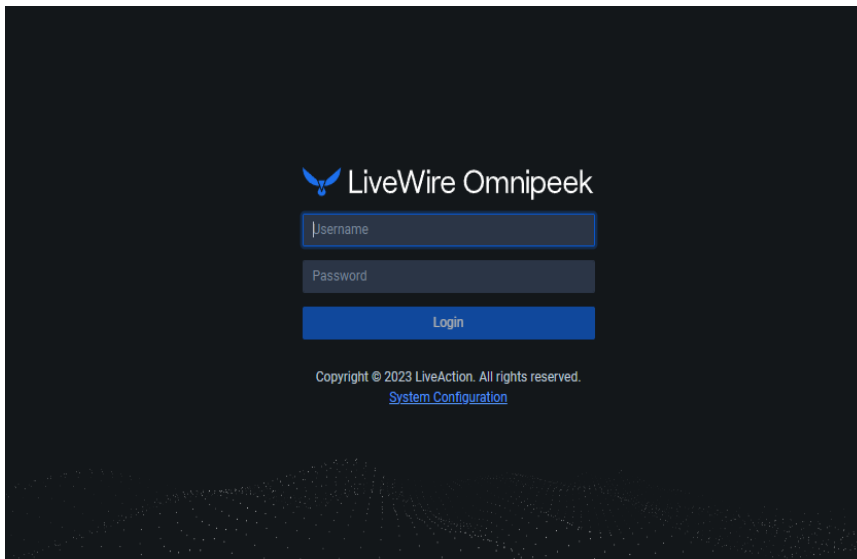 LiveWire Omnipeek
Username
Password
Login
Copyright © 2023 LiveAction. All rights reserved.
System Configuration